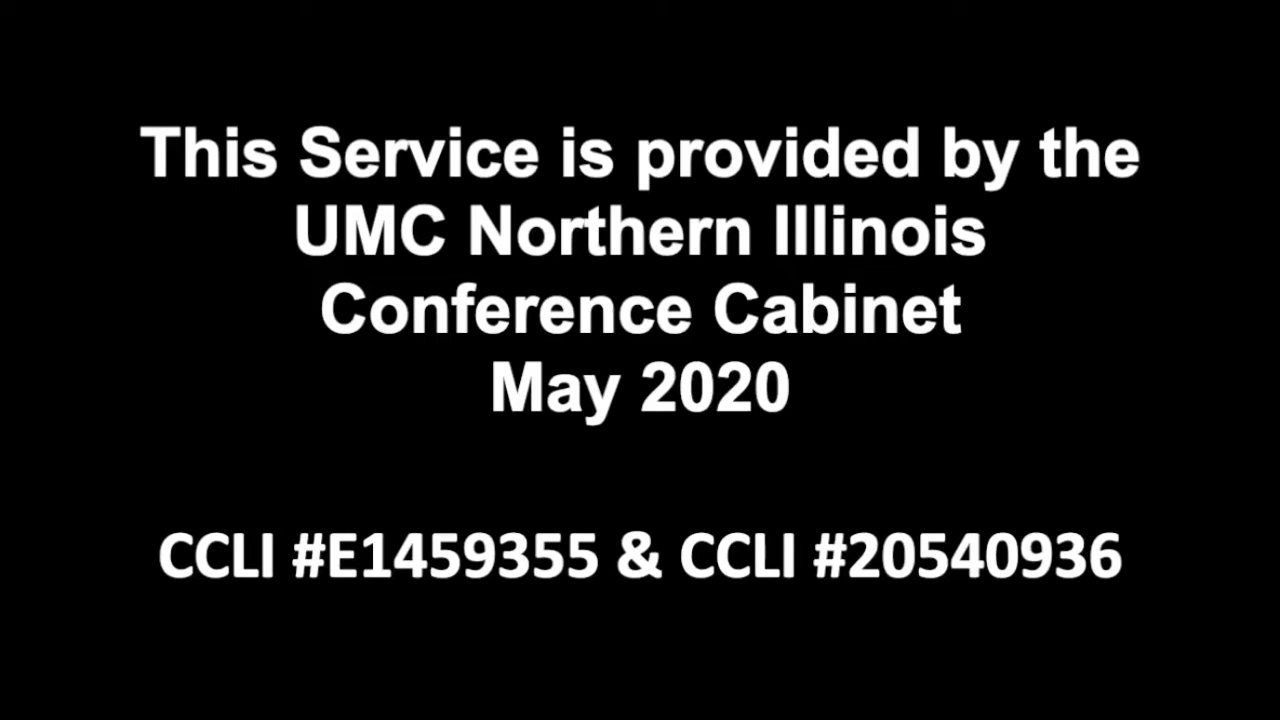 This Service is provided by the
UMC Northern Illinois
Conference Cabinet
May 2020
CCLI #E1459355 & CCLI #20540936